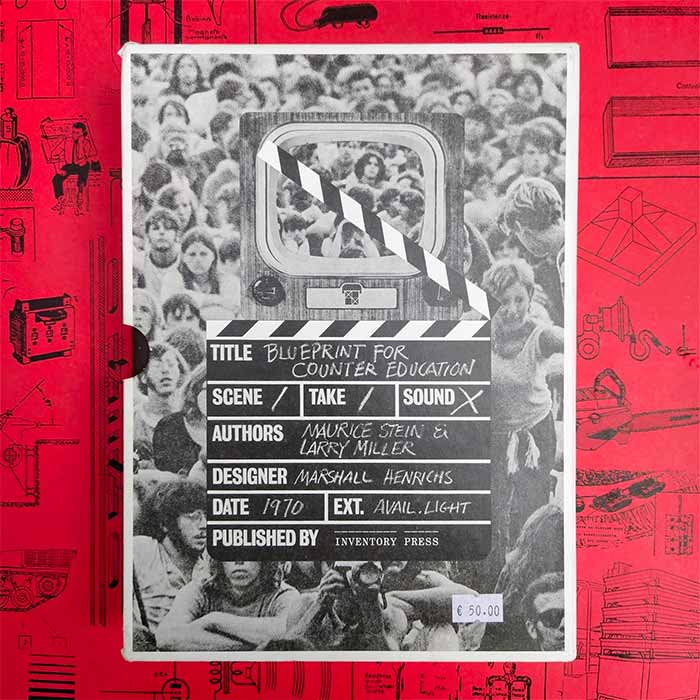 Resistenze
TITLE BLUEPRINT FOR
COUNTER EDUCATION
SCENE / TAKE / SOUND X
AUTHORS MAURICE STEIN &
LARRY MILLER
DESIGNER MARSHALL HENRICHS
DATE 1970 EXT. AVAIL. LIGHT
PUBLISHED BY INVENTORY PRESS
€ 50.00